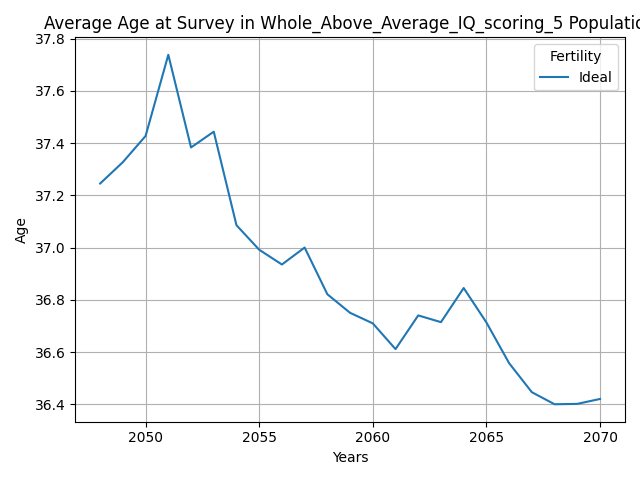 Average Age at Survey in Whole_Above_Average_IQ_scoring_5 Populatio
37.8
37.6
37.4
37.2
37.0
36.8
36.6
36.4
Age
Fertility
Ideal
2050 2055 2060 2065 2070
Years